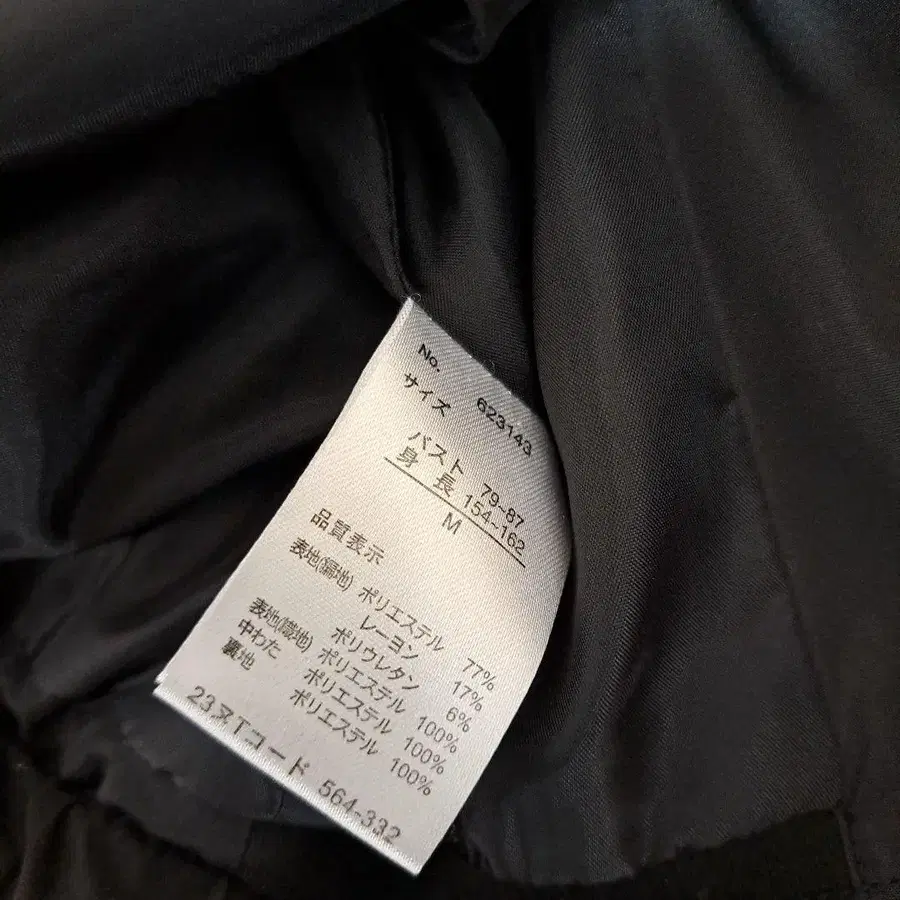 No. 623143
サイズ
バスト 79~87
身長 154~162
M
品質表示
表地(編地) ポリエステル 77%
レーヨン 17%
ポリウレタン 6%
表地(織地) ポリエステル 100%
中わた ポリエステル 100%
裏地 ポリエステル 100%
23ヌTコード 564-332